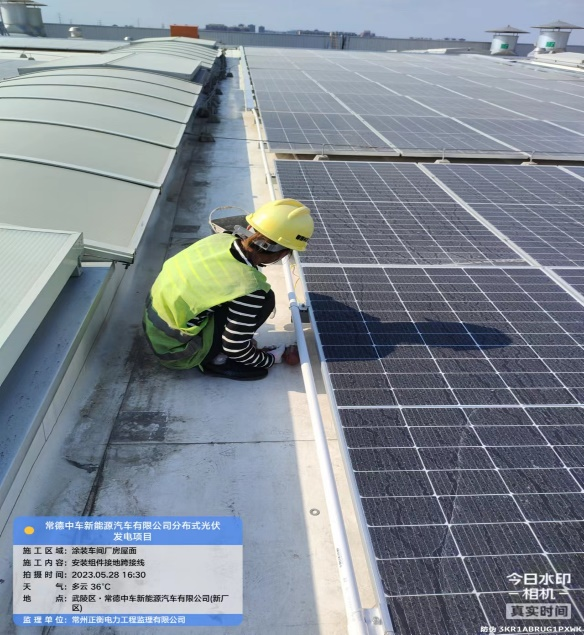 常德中车新能源汽车有限公司分布式光伏
发电项目
施工区域：涂装车间厂房屋面
施工内容：安装组件接地跨接线
拍摄时间：2023.05.28 16:30
天气：多云 36℃
地点：武陵区·常德中车新能源汽车有限公司(新厂
区)
监理单位：常州正衡电力工程监理有限公司
今日水印
相机
真实时间
防伪 3KR1ABRUG1PXWK